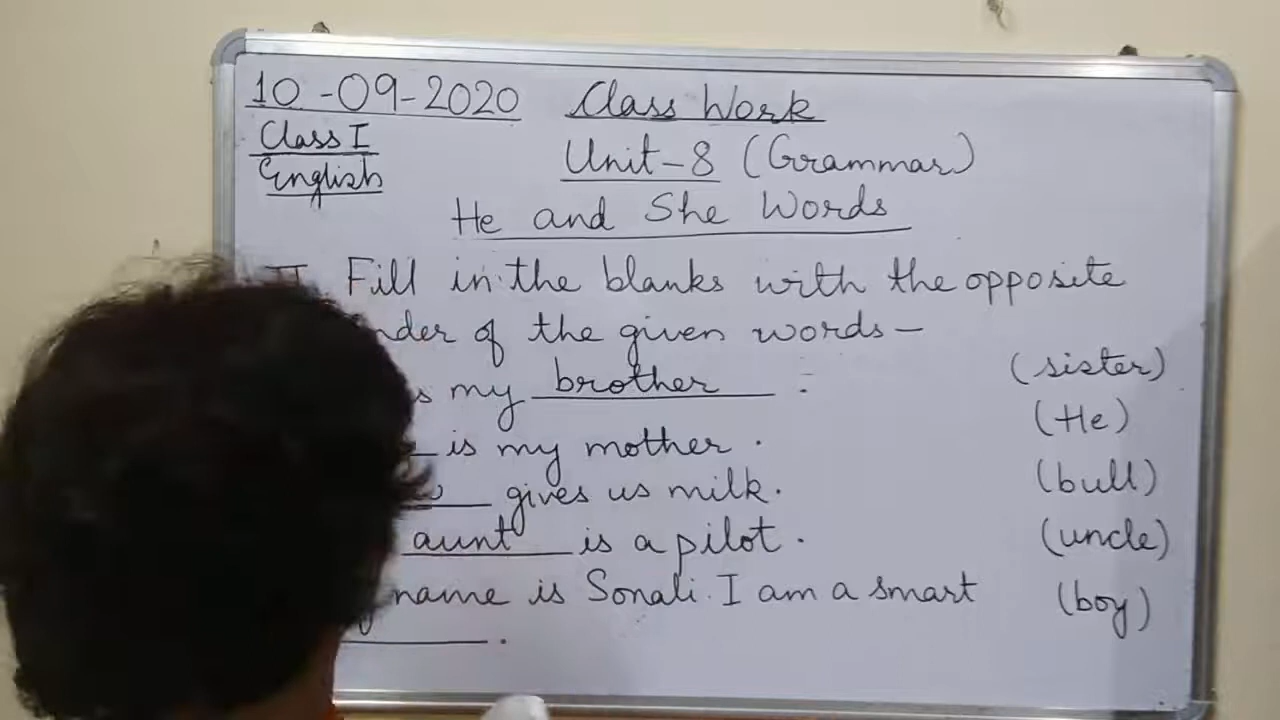 10-09-2020 Class Work
Class I
English
Unit-8 (Grammar)
He and She Words
II. Fill in the blanks with the opposite
nder of the given words—
s my brother. (sister)
is my mother. (He)
gives us milk. (bull)
aunt is a pilot. (uncle)
name is Sonali. I am a smart (boy)
.